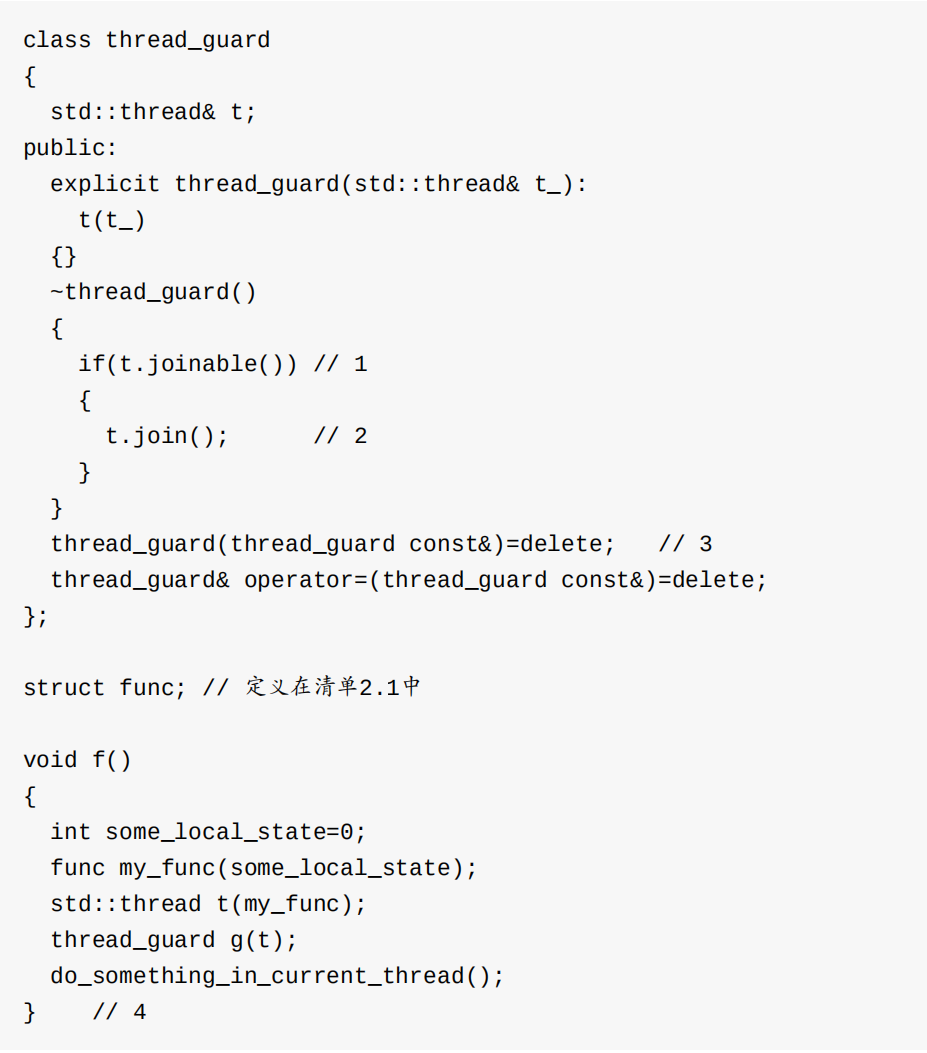 class thread_guard
{
  std::thread& t;
public:
  explicit thread_guard(std::thread& t_):
    t(t_)
  {}
  ~thread_guard()
  {
    if(t.joinable()) // 1
    {
      t.join();      // 2
    }
  }
  thread_guard(thread_guard const&)=delete;   // 3
  thread_guard& operator=(thread_guard const&)=delete;
};

struct func; // 定义在清单2.1中

void f()
{
  int some_local_state=0;
  func my_func(some_local_state);
  std::thread t(my_func);
  thread_guard g(t);
  do_something_in_current_thread();
}    // 4